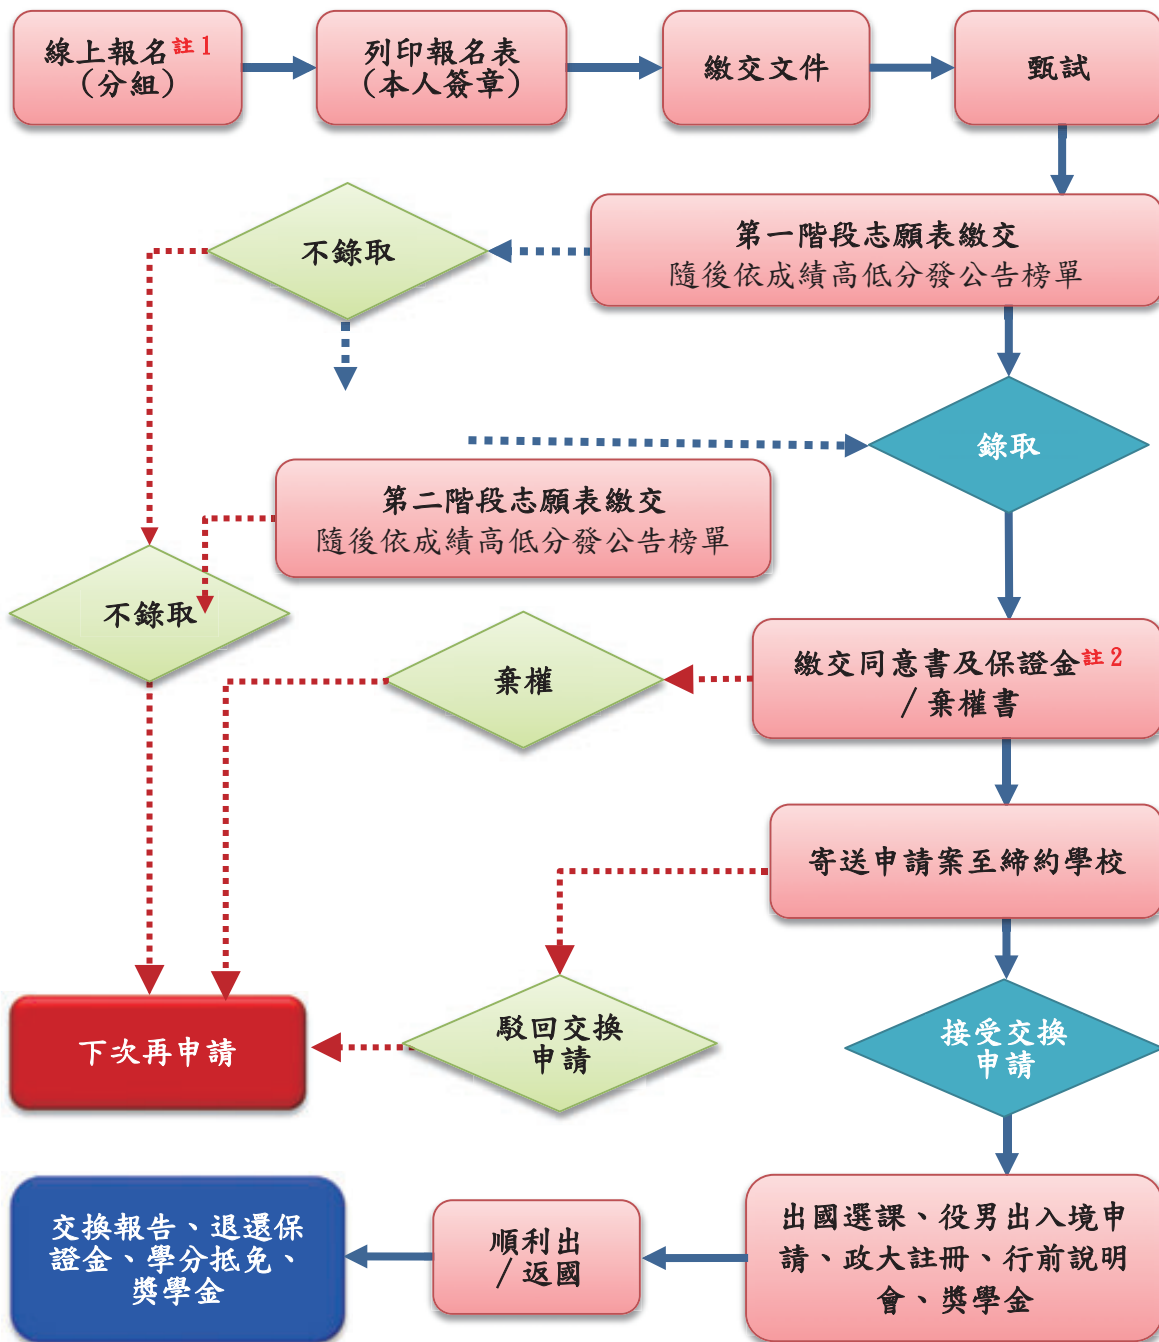 線上報名註1
（分組）
列印報名表
（本人簽章）
繳交文件
甄試
第一階段志願表繳交
隨後依成績高低分發公告榜單
不錄取
錄取
第二階段志願表繳交
隨後依成績高低分發公告榜單
不錄取
繳交同意書及保證金註2
/棄權書
棄權
寄送申請案至締約學校
駁回交換
申請
接受交換
申請
下次再申請
出國選課、役男出入境申
請、政大註冊、行前說明
會、獎學金
順利出
/返國
交換報告、退還保
證金、學分抵免、
獎學金